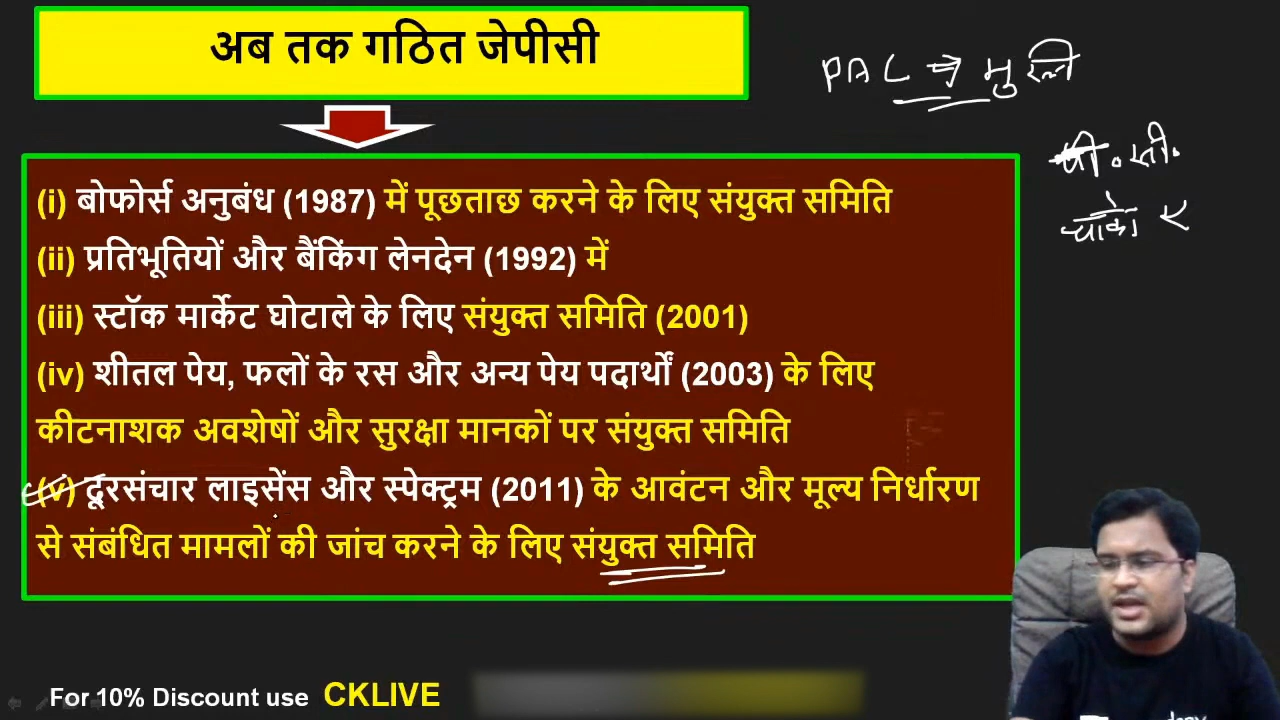 अब तक गठित जेपीसी
PAC → मुरली
पी.सी.
चाको
(i) बोफोर्स अनुबंध (1987) में पूछताछ करने के लिए संयुक्त समिति
(ii) प्रतिभूतियों और बैंकिंग लेनदेन (1992) में
(iii) स्टॉक मार्केट घोटाले के लिए संयुक्त समिति (2001)
(iv) शीतल पेय, फलों के रस और अन्य पेय पदार्थों (2003) के लिए
कीटनाशक अवशेषों और सुरक्षा मानकों पर संयुक्त समिति
(v) दूरसंचार लाइसेंस और स्पेक्ट्रम (2011) के आवंटन और मूल्य निर्धारण
से संबंधित मामलों की जांच करने के लिए संयुक्त समिति
For 10% Discount use CKLIVE